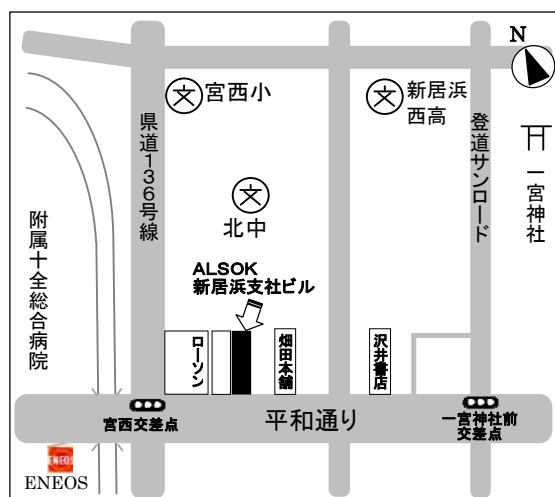 N
宮西小
新居浜
西高
県道136号線
登道サンロード
一宮神社
北中
附属十全総合病院
ALSOK
新居浜支社ビル
ローソン
畑田本舗
沢井書店
宮西交差点
平和通り
一宮神社前
交差点
ENEOS
ENEOS